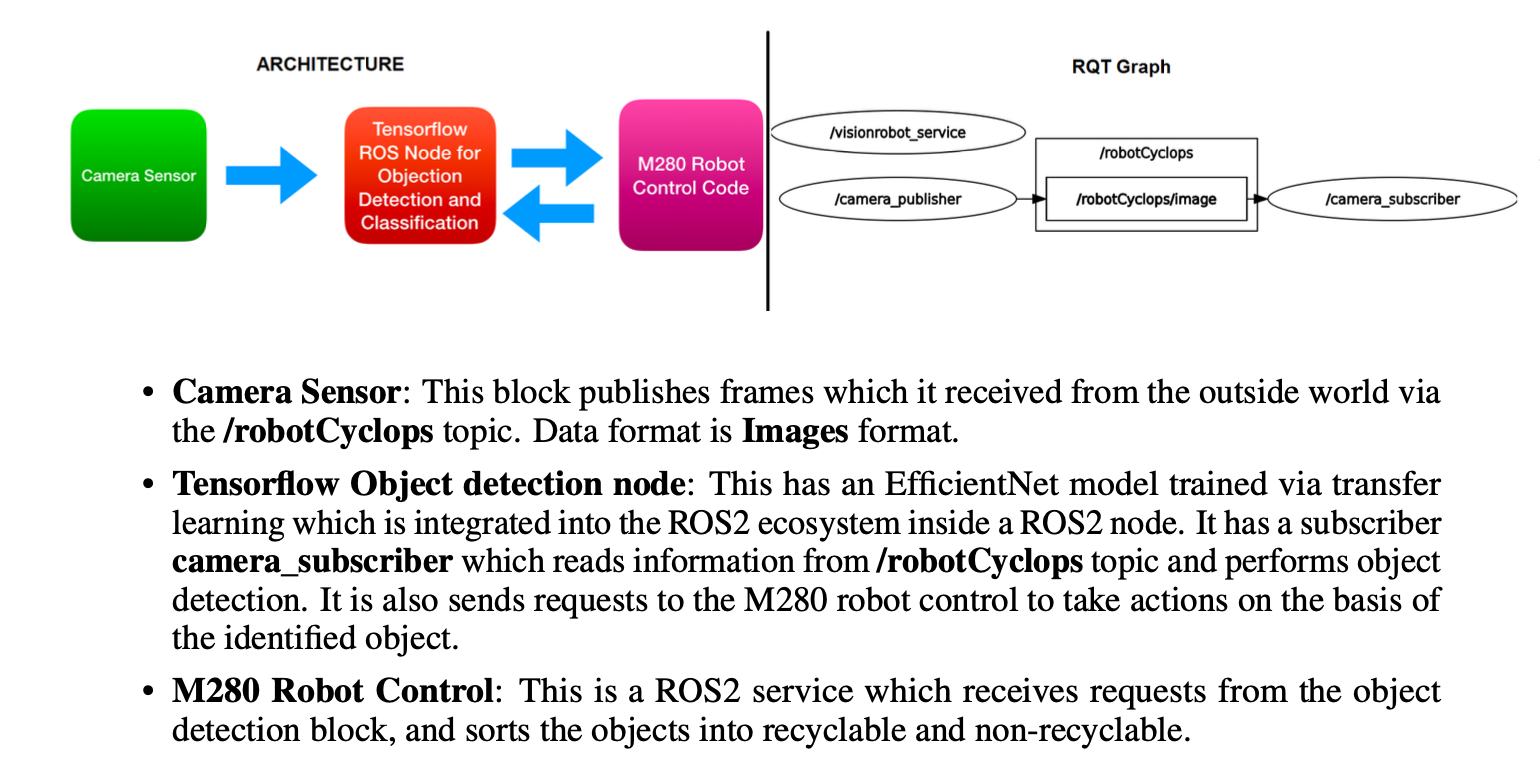 ARCHITECTURE
Camera Sensor
Tensorflow
ROS Node for
Objection
Detection and
Classification
M280 Robot
Control Code
RQT Graph
/visionrobot_service
/camera_publisher
/robotCyclops
/robotCyclops/image
/camera_subscriber
• Camera Sensor: This block publishes frames which it received from the outside world via
the /robotCyclops topic. Data format is Images format.
• Tensorflow Object detection node: This has an EfficientNet model trained via transfer
learning which is integrated into the ROS2 ecosystem inside a ROS2 node. It has a subscriber
camera_subscriber which reads information from /robotCyclops topic and performs object
detection. It is also sends requests to the M280 robot control to take actions on the basis of
the identified object.
• M280 Robot Control: This is a ROS2 service which receives requests from the object
detection block, and sorts the objects into recyclable and non-recyclable.